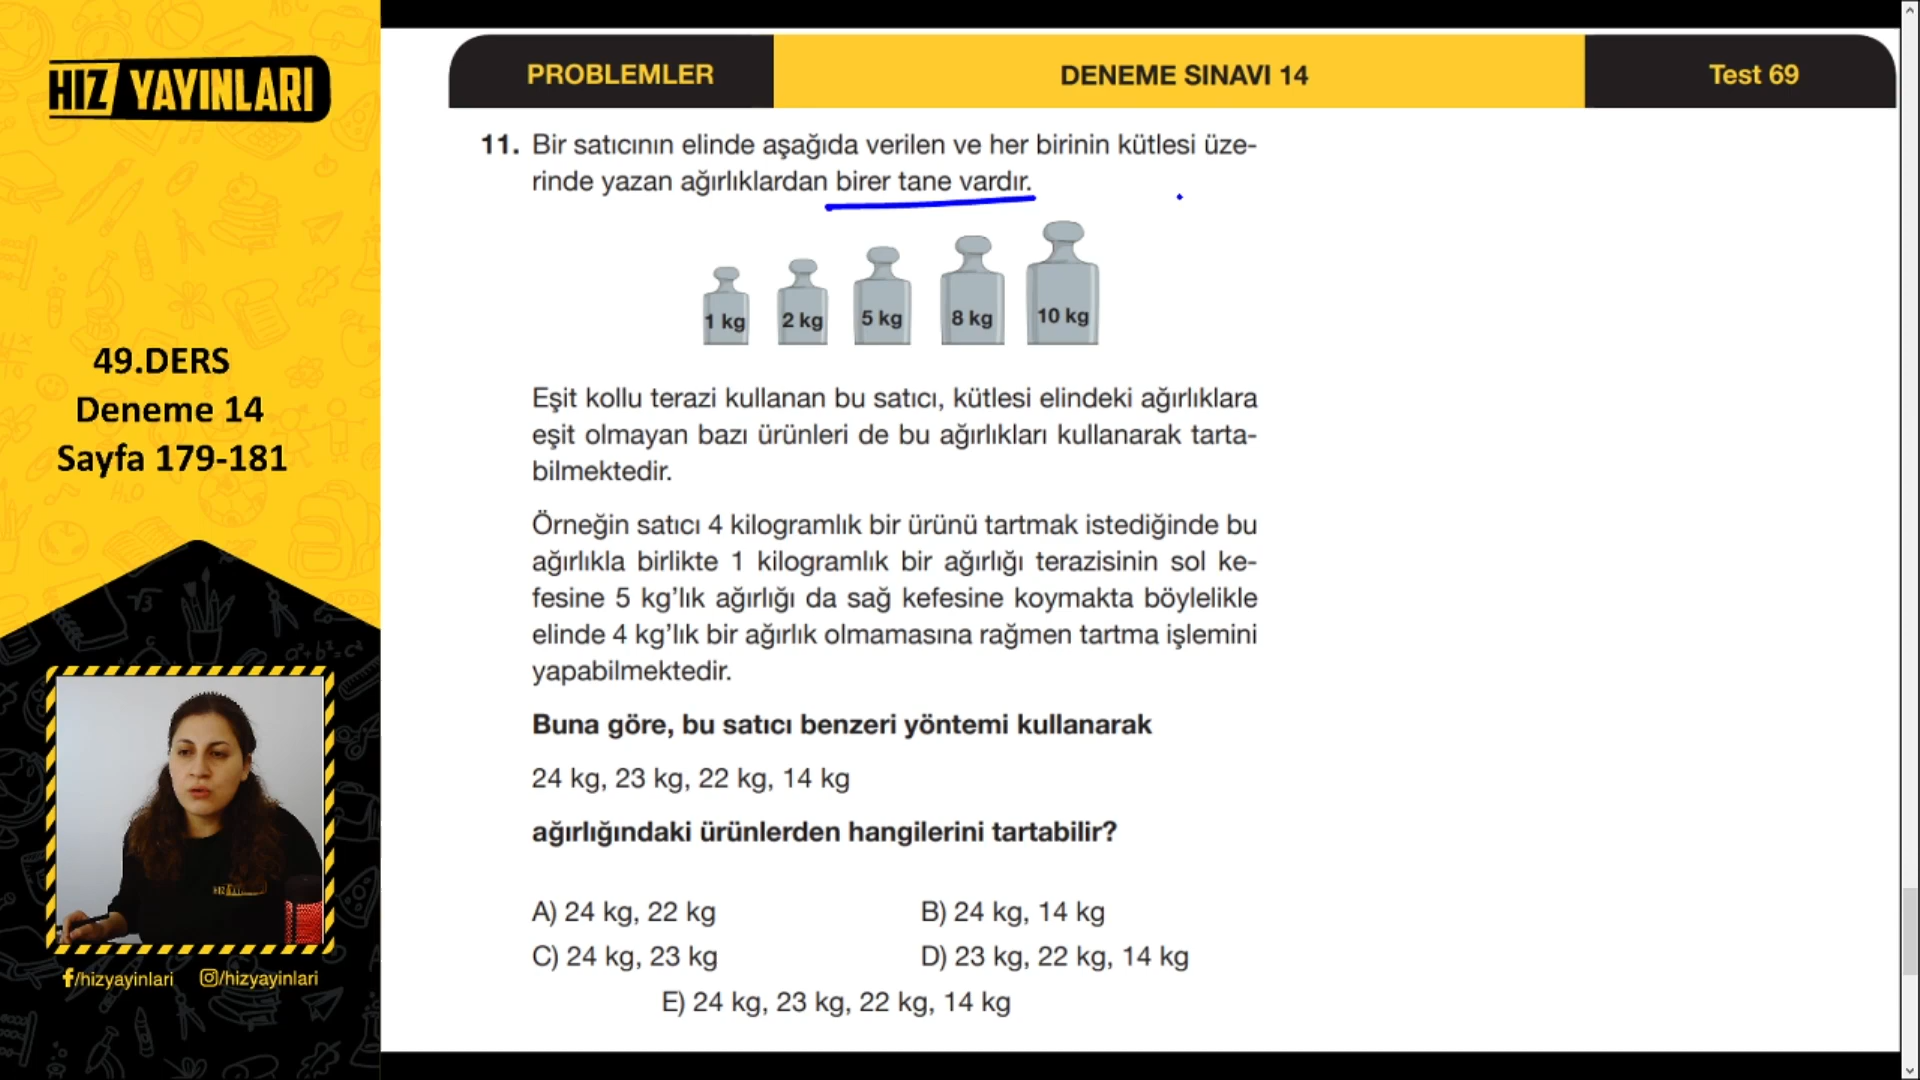 HIZ YAYINLARI
49.DERS
Deneme 14
Sayfa 179-181
/hizyayinlari /hizyayinlari
PROBLEMLER DENEME SINAVI 14 Test 69
11. Bir satıcının elinde aşağıda verilen ve her birinin kütlesi üze-
rinde yazan ağırlıklardan birer tane vardır.
1 kg 2 kg 5 kg 8 kg 10 kg
Eşit kollu terazi kullanan bu satıcı, kütlesi elindeki ağırlıklara
eşit olmayan bazı ürünleri de bu ağırlıkları kullanarak tarta-
bilmektedir.
Örneğin satıcı 4 kilogramlık bir ürünü tartmak istediğinde bu
ağırlıkla birlikte 1 kilogramlık bir ağırlığı terazisinin sol ke-
fesine 5 kg’lık ağırlığı da sağ kefesine koymakta böylelikle
elinde 4 kg’lık bir ağırlık olmamasına rağmen tartma işlemini
yapabilmektedir.
Buna göre, bu satıcı benzeri yöntemi kullanarak
24 kg, 23 kg, 22 kg, 14 kg
ağırlığındaki ürünlerden hangilerini tartabilir?
A) 24 kg, 22 kg B) 24 kg, 14 kg
C) 24 kg, 23 kg D) 23 kg, 22 kg, 14 kg
E) 24 kg, 23 kg, 22 kg, 14 kg